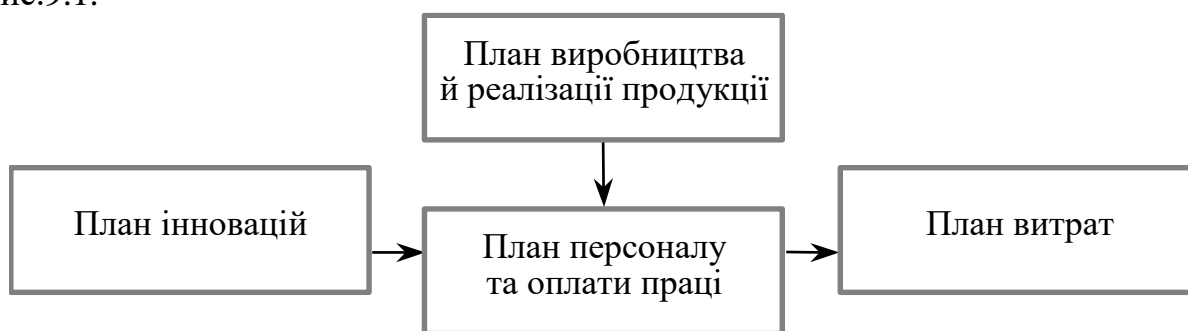 План виробництва
й реалізації продукції
План інновацій
План персоналу
та оплати праці
План витрат